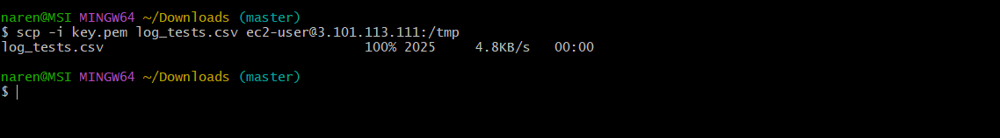 naren@MSI MINGW64 ~/Downloads (master)
$ scp -i key.pem log_tests.csv ec2-user@3.101.113.111:/tmp
log_tests.csv 100% 2025 4.8KB/s 00:00
naren@MSI MINGW64 ~/Downloads (master)
$